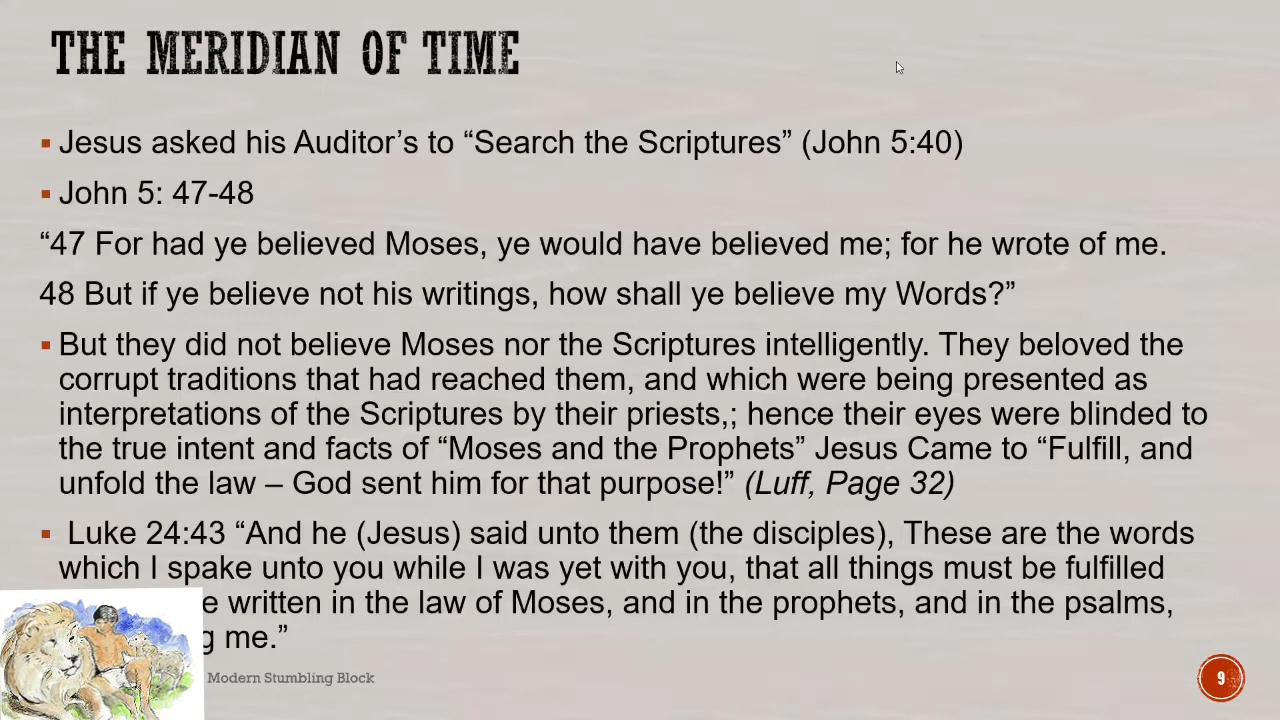 THE MERIDIAN OF TIME
Jesus asked his Auditor’s to “Search the Scriptures” (John 5:40)
John 5: 47-48
“47 For had ye believed Moses, ye would have believed me; for he wrote of me.
48 But if ye believe not his writings, how shall ye believe my Words?”
But they did not believe Moses nor the Scriptures intelligently. They beloved the
corrupt traditions that had reached them, and which were being presented as
interpretations of the Scriptures by their priests,; hence their eyes were blinded to
the true intent and facts of “Moses and the Prophets” Jesus Came to “Fulfill, and
unfold the law – God sent him for that purpose!” (Luff, Page 32)
Luke 24:43 “And he (Jesus) said unto them (the disciples), These are the words
which I spake unto you while I was yet with you, that all things must be fulfilled
written in the law of Moses, and in the prophets, and in the psalms,
me.”
Modern Stumbling Block
9